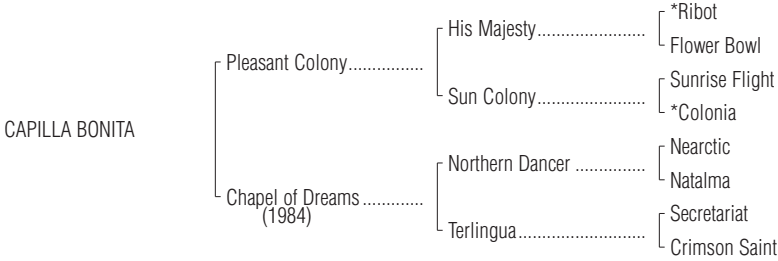 *Ribot
His Majesty......................
Flower Bowl
Pleasant Colony................
Sunrise Flight
Sun Colony.......................
*Colonia
CAPILLA BONITA
Nearctic
Northern Dancer ...............
Natalma
Chapel of Dreams.............
(1984)
Secretariat
Terlingua...........................
Crimson Saint